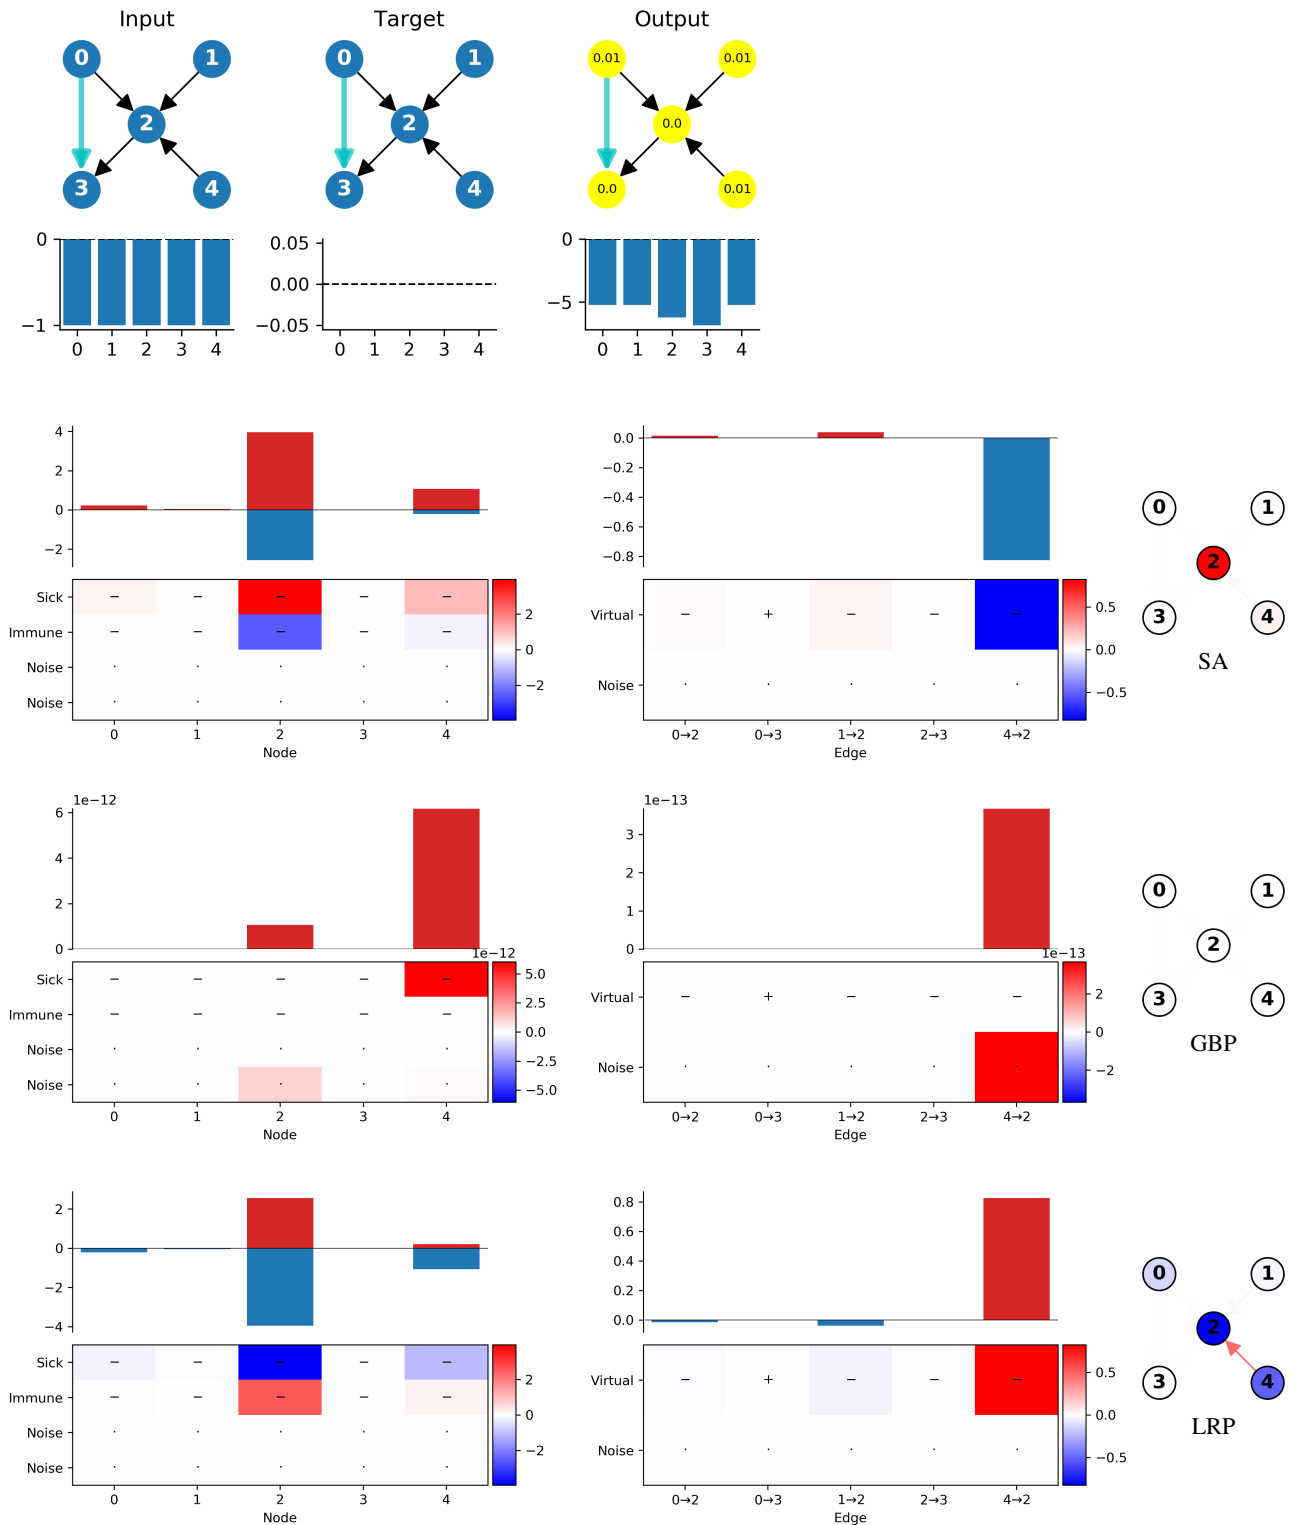 Input Target Output
0 1 0 1 0.01 0.01
2 2 0.0
3 4 3 4 0.0 0.01
0 0.05 0
0.00
−5
−1 −0.05
0 1 2 3 4 0 1 2 3 4 0 1 2 3 4
4 0.0
2 −0.2
0 −0.4
−2 −0.6
−0.8
Sick − − − − −
Immune − − − − −
Noise · · · · ·
Noise · · · · ·
2
0
−2
0 1 2 3 4
Node
Virtual − + − − −
Noise · · · · ·
0.5
0.0
−0.5
0→2 0→3 1→2 2→3 4→2
Edge
0 1
2
3 4
SA
1e−12
6
4
2
0
1e−13
3
2
1
0
1e−12
Sick − − − − −
Immune − − − − −
Noise · · · · ·
Noise · · · · ·
5.0
2.5
0.0
−2.5
−5.0
0 1 2 3 4
Node
1e−13
Virtual − + − − −
Noise · · · · ·
2
0
−2
0→2 0→3 1→2 2→3 4→2
Edge
0 1
2
3 4
GBP
2
0
−2
−4
0.8
0.6
0.4
0.2
0.0
Sick − − − − −
Immune − − − − −
Noise · · · · ·
Noise · · · · ·
2
0
−2
0 1 2 3 4
Node
Virtual − + − − −
Noise · · · · ·
0.5
0.0
−0.5
0→2 0→3 1→2 2→3 4→2
Edge
0 1
2
3 4
LRP